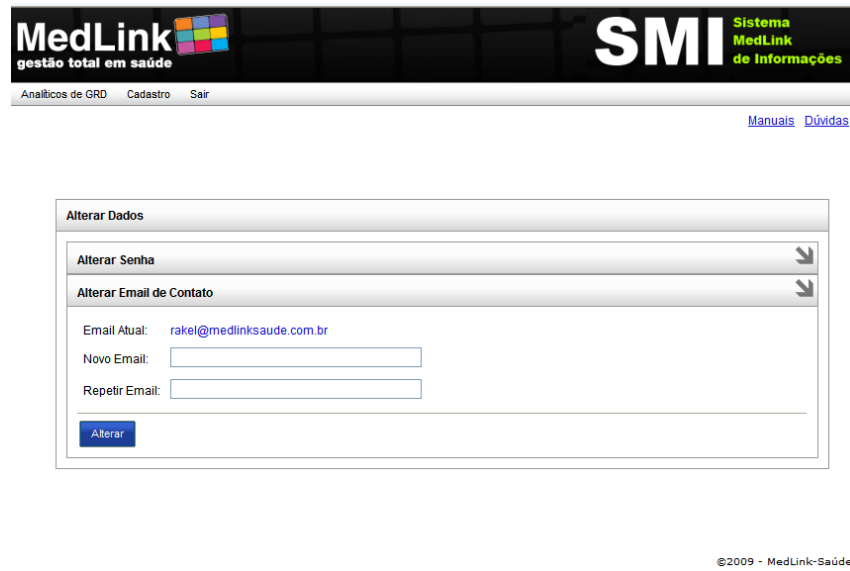 MedLink
gestão total em saúde
SMI
Sistema
MedLink
de Informações
Analíticos de GRD Cadastro Sair
Manuais Dúvidas
Alterar Dados
Alterar Senha
Alterar Email de Contato
Email Atual: rakel@medlinksaude.com.br
Novo Email:
Repetir Email:
Alterar
©2009 - MedLink-Saúde